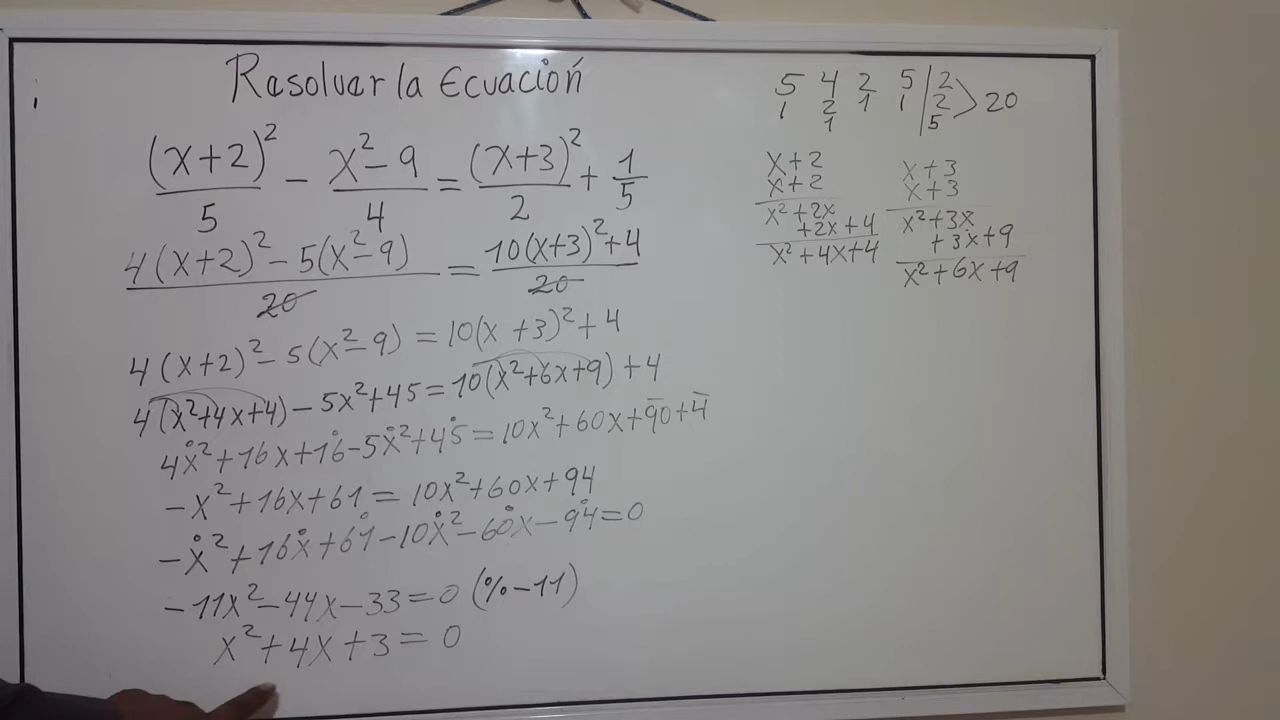 Resolver la Ecuación
(x+2)²/5 - x²-9/4 = (x+3)²/2 + 1/5
4(x+2)²-5(x²-9)/20 = 10(x+3)²+4/20
4(x+2)²-5(x²-9) = 10(x+3)²+4
4(x²+4x+4)-5x²+45=10(x²+6x+9)+4
4x²+16x+16-5x²+45=10x²+60x+90+4
-x²+16x+61=10x²+60x+94
-x²+16x+61-10x²-60x-94=0
-11x²-44x-33=0 (%-11)
x²+4x+3=0
5 4 2 5 | 2
1 2 1 1 | 2 > 20
1 | 5
x+2
x+2
x²+2x
+2x+4
x²+4x+4
x+3
x+3
x²+3x
+3x+9
x²+6x+9